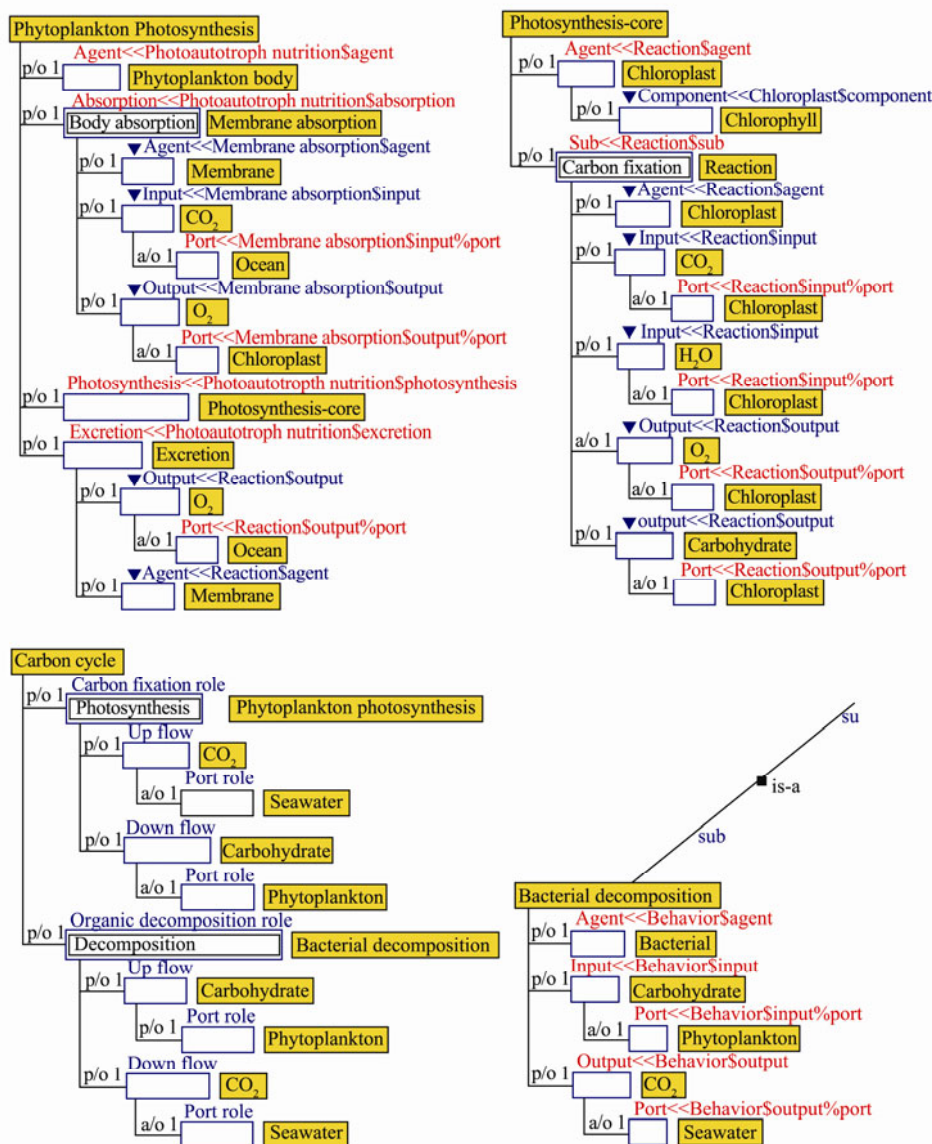 Phytoplankton Photosynthesis
Agent<<Photoautotroph nutrition$agent
p/o 1 Phytoplankton body
Absorption<<Photoautotroph nutrition$absorption
p/o 1 Body absorption Membrane absorption
▼Agent<<Membrane absorption$agent
p/o 1 Membrane
▼Input<<Membrane absorption$input
p/o 1 CO₂
Port<<Membrane absorption$input%port
a/o 1 Ocean
▼Output<<Membrane absorption$output
p/o 1 O₂
Port<<Membrane absorption$output%port
a/o 1 Chloroplast
Photosynthesis<<Photoautotropth nutrition$photosynthesis
p/o 1 Photosynthesis-core
Excretion<<Photoautotroph nutrition$excretion
p/o 1 Excretion
▼Output<<Reaction$output
p/o 1 O₂
Port<<Reaction$output%port
a/o 1 Ocean
▼Agent<<Reaction$agent
p/o 1 Membrane
Photosynthesis-core
Agent<<Reaction$agent
p/o 1 Chloroplast
▼Component<<Chloroplast$component
p/o 1 Chlorophyll
Sub<<Reaction$sub
p/o 1 Carbon fixation Reaction
▼Agent<<Reaction$agent
p/o 1 Chloroplast
▼Input<<Reaction$input
p/o 1 CO₂
Port<<Reaction$input%port
a/o 1 Chloroplast
▼Input<<Reaction$input
p/o 1 H₂O
Port<<Reaction$input%port
a/o 1 Chloroplast
▼Output<<Reaction$output
a/o 1 O₂
Port<<Reaction$output%port
a/o 1 Chloroplast
▼output<<Reaction$output
p/o 1 Carbohydrate
Port<<Reaction$output%port
a/o 1 Chloroplast
Carbon cycle
Carbon fixation role
p/o 1 Photosynthesis Phytoplankton photosynthesis
Up flow
p/o 1 CO₂
Port role
a/o 1 Seawater
Down flow
p/o 1 Carbohydrate
Port role
a/o 1 Phytoplankton
Organic decomposition role
p/o 1 Decomposition Bacterial decomposition
Up flow
p/o 1 Carbohydrate
Port role
p/o 1 Phytoplankton
Down flow
p/o 1 CO₂
Port role
a/o 1 Seawater
su
is-a
sub
Bacterial decomposition
Agent<<Behavior$agent
p/o 1 Bacterial
Input<<Behavior$input
p/o 1 Carbohydrate
Port<<Behavior$input%port
a/o 1 Phytoplankton
Output<<Behavior$output
p/o 1 CO₂
Port<<Behavior$output%port
a/o 1 Seawater